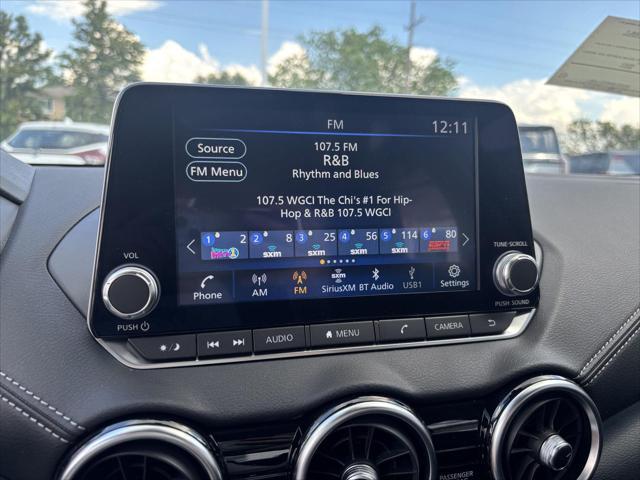 FM
12:11
Source
107.5 FM
R&B
FM Menu
Rhythm and Blues
107.5 WGCI The Chi's #1 For Hip-
Hop & R&B 107.5 WGCI
1 2 2 8 3 25 4 56 5 114 6 80
sxm sxm sxm sxm ESPN
Phone AM FM SiriusXM BT Audio USB1 Settings
sxm
VOL
PUSH
TUNE·SCROLL
PUSH SOUND
AUDIO MENU CAMERA
PASSENGER